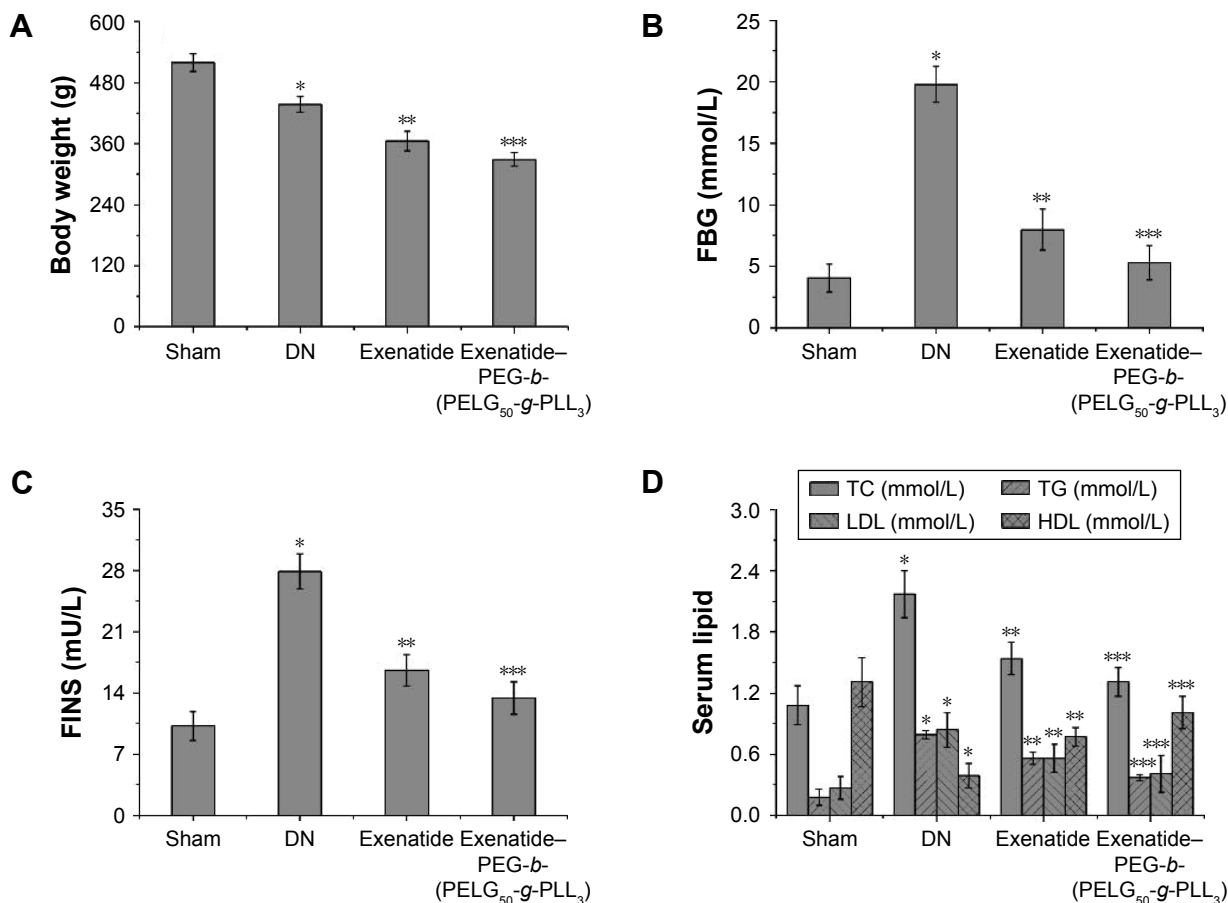 A
Body weight (g)
600
480
360
240
120
0
*
**
***
Sham
DN
Exenatide
Exenatide–
PEG-b-
(PELG50-g-PLL3)
B
FBG (mmol/L)
25
20
15
10
5
0
*
**
***
Sham
DN
Exenatide
Exenatide–
PEG-b-
(PELG50-g-PLL3)
C
FINS (mU/L)
35
28
21
14
7
0
*
**
***
Sham
DN
Exenatide
Exenatide–
PEG-b-
(PELG50-g-PLL3)
D
TC (mmol/L) TG (mmol/L)
LDL (mmol/L) HDL (mmol/L)
Serum lipid
3.0
2.4
1.8
1.2
0.6
0.0
*
* *
*
**
** ** **
***
*** *** ***
Sham
DN
Exenatide
Exenatide–
PEG-b-
(PELG50-g-PLL3)